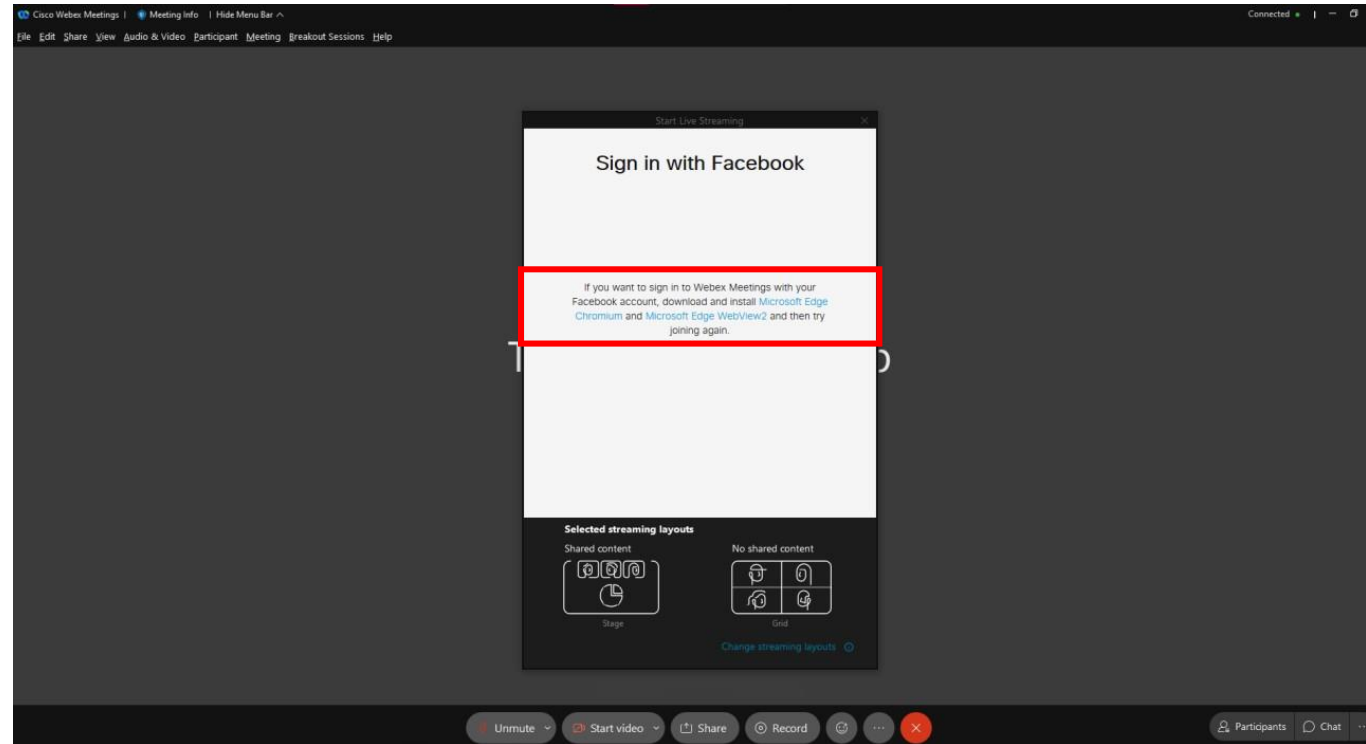 Cisco Webex Meetings | Meeting Info | Hide Menu Bar
Connected
File Edit Share View Audio & Video Participant Meeting Breakout Sessions Help
Start Live Streaming
Sign in with Facebook
If you want to sign in to Webex Meetings with your
Facebook account, download and install Microsoft Edge
Chromium and Microsoft Edge WebView2 and then try
joining again.
Selected streaming layouts
Shared content No shared content
Stage Grid
Change streaming layouts
Unmute Start video Share Record Participants Chat